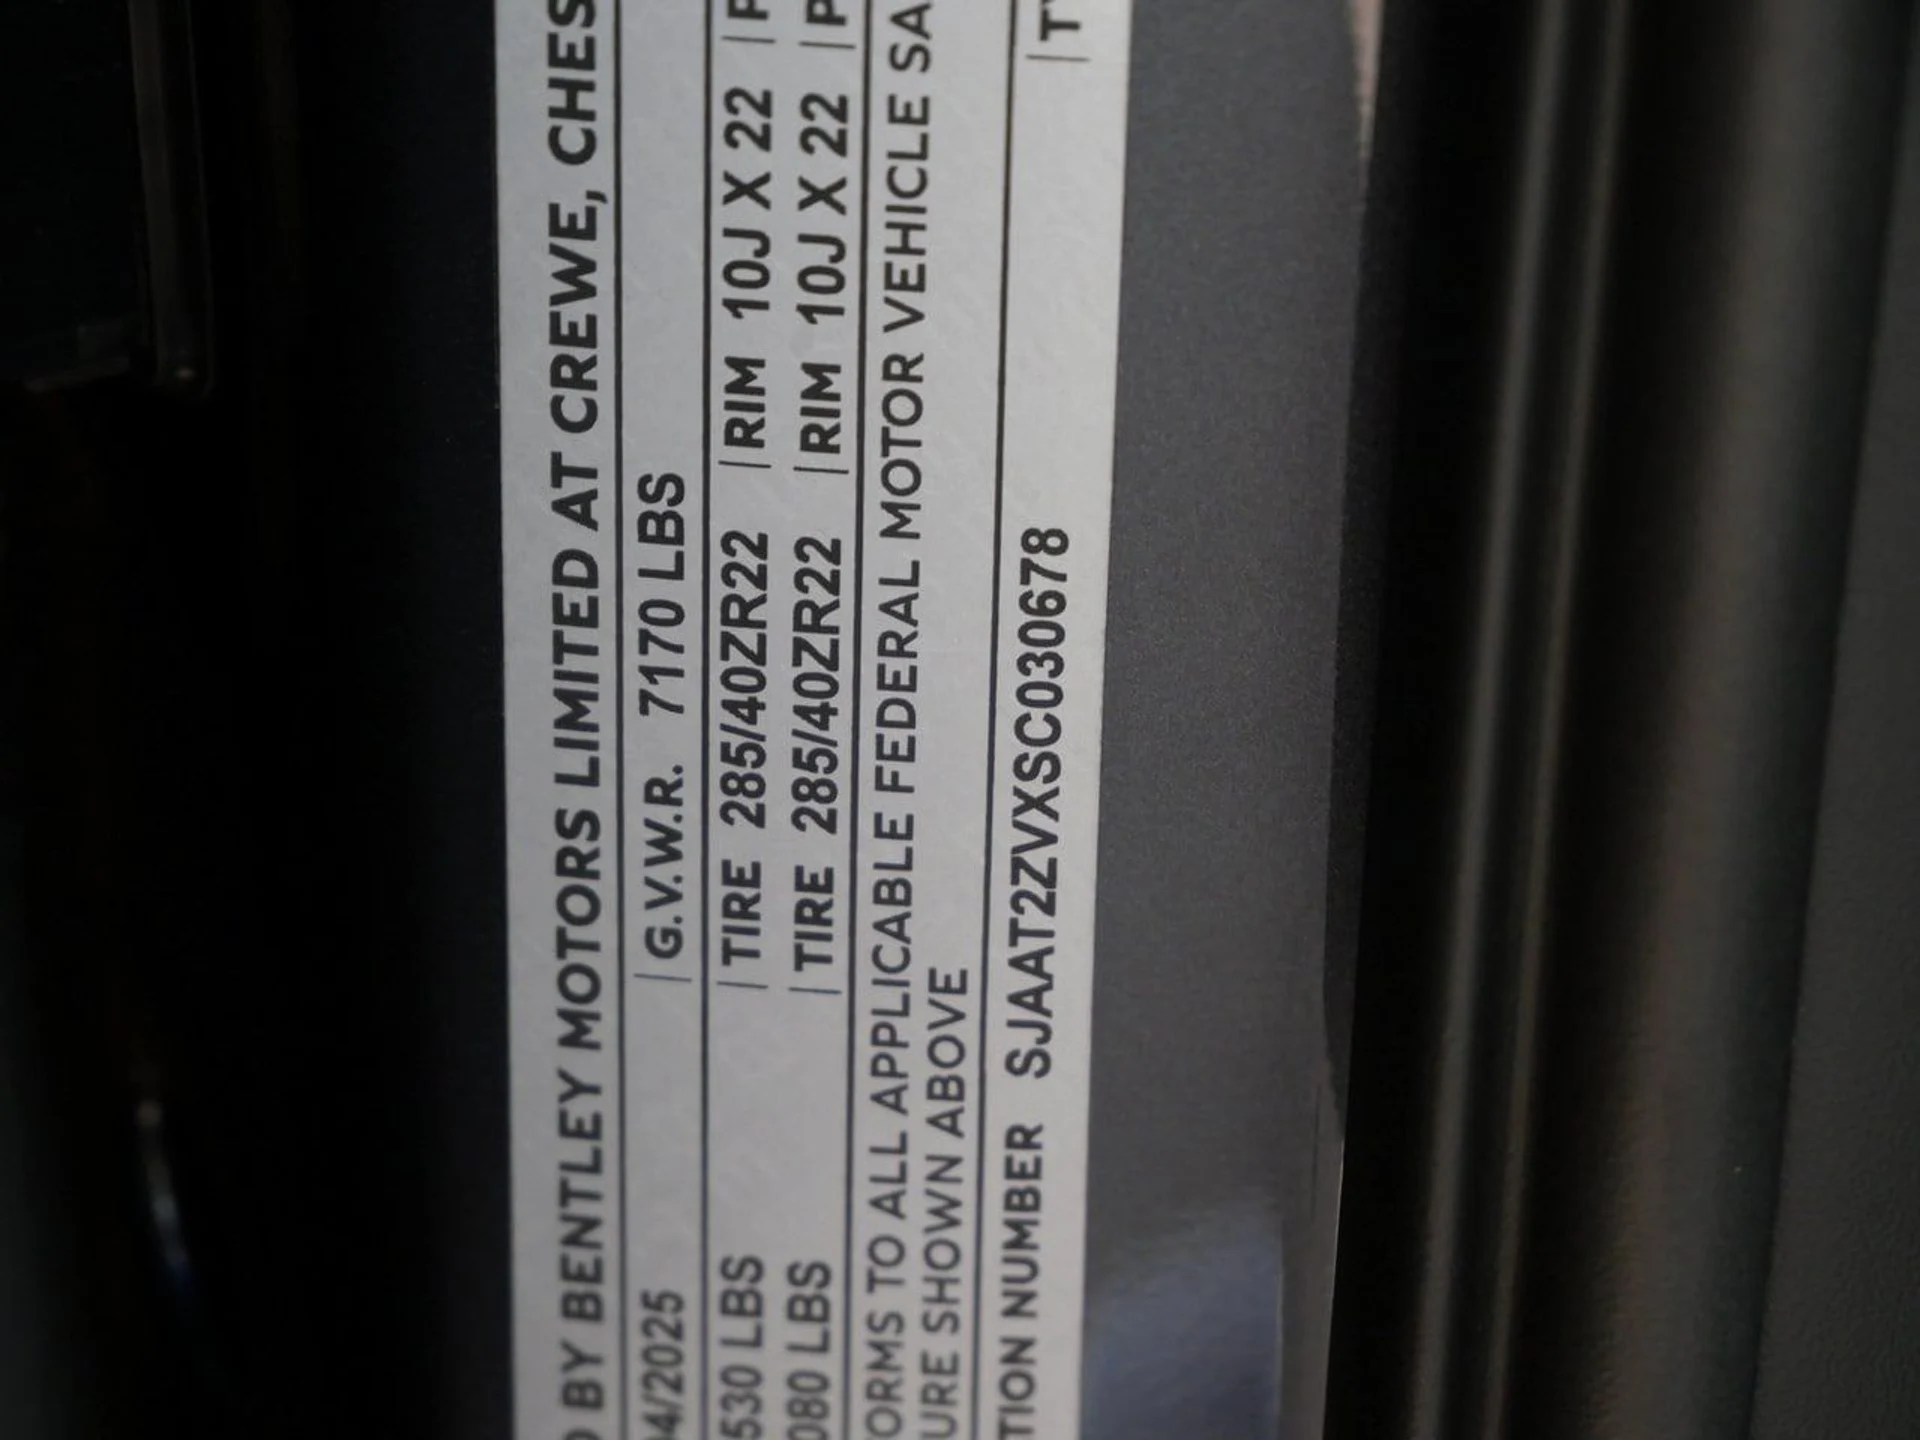 BY BENTLEY MOTORS LIMITED AT CREWE, CHES
04/2025 | G.V.W.R. 7170 LBS
530 LBS | TIRE 285/40ZR22 | RIM 10J X 22 | P
080 LBS | TIRE 285/40ZR22 | RIM 10J X 22 | P
ORMS TO ALL APPLICABLE FEDERAL MOTOR VEHICLE SA
URE SHOWN ABOVE
TION NUMBER SJAAT2ZVXSC030678 | TY